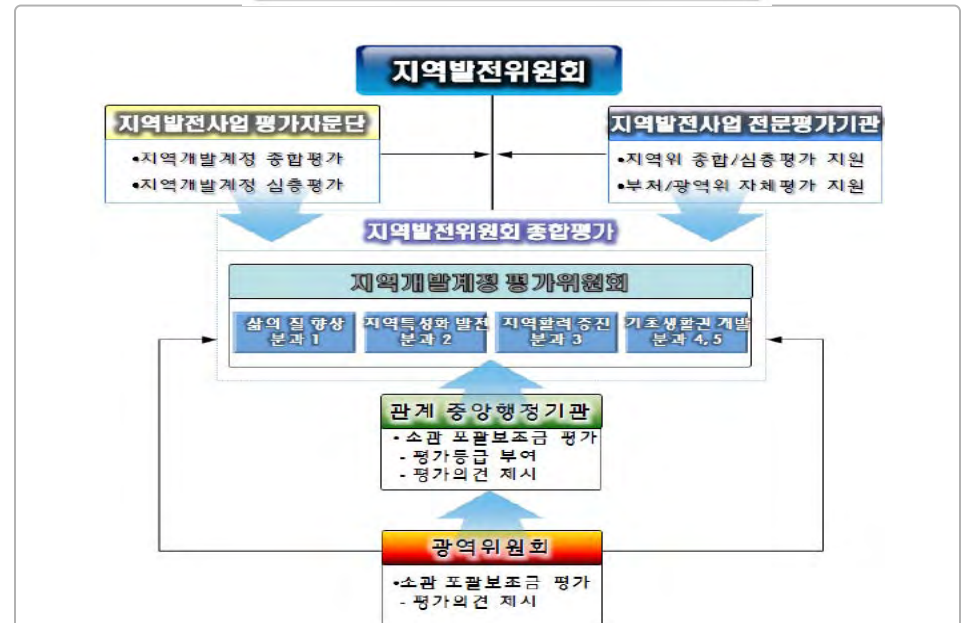 지역발전위원회
지역발전사업 평가자문단
•지역개발계정 종합평가
•지역개발계정 심층평가
지역발전사업 전문평가기관
•지역위 종합/심층평가 지원
•부처/광역위 자체평가 지원
지역발전위원회 종합평가
지역개발계정 평가위원회
삶의 질 향상
분과 1
지역특성화 발전
분과 2
지역활력 증진
분과 3
기초생활권 개발
분과 4, 5
관계 중앙행정기관
•소관 포괄보조금 평가
- 평가등급 부여
- 평가의견 제시
광역위원회
•소관 포괄보조금 평가
- 평가의견 제시